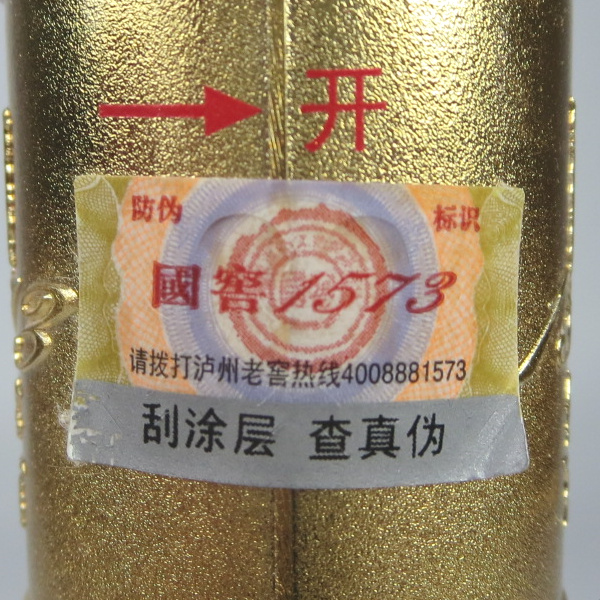 开
防伪 标识
國窖1573
请拨打泸州老窖热线4008881573
刮涂层 查真伪
3